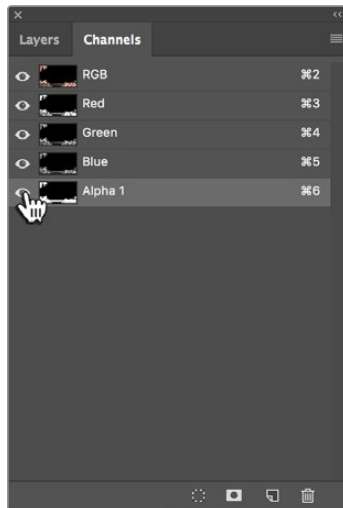 Layers Channels
RGB ⌘2
Red ⌘3
Green ⌘4
Blue ⌘5
Alpha 1 ⌘6